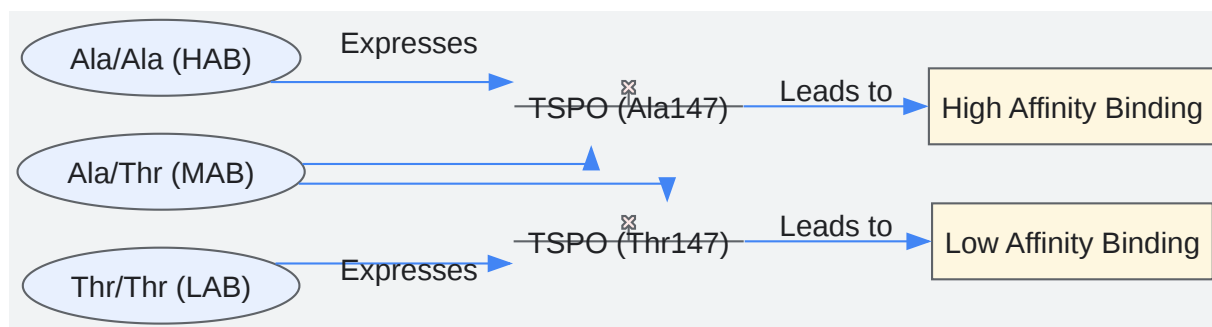 Ala/Ala (HAB)
Expresses
TSPO (Ala147)
Leads to
High Affinity Binding
Ala/Thr (MAB)
TSPO (Thr147)
Leads to
Low Affinity Binding
Expresses
Thr/Thr (LAB)